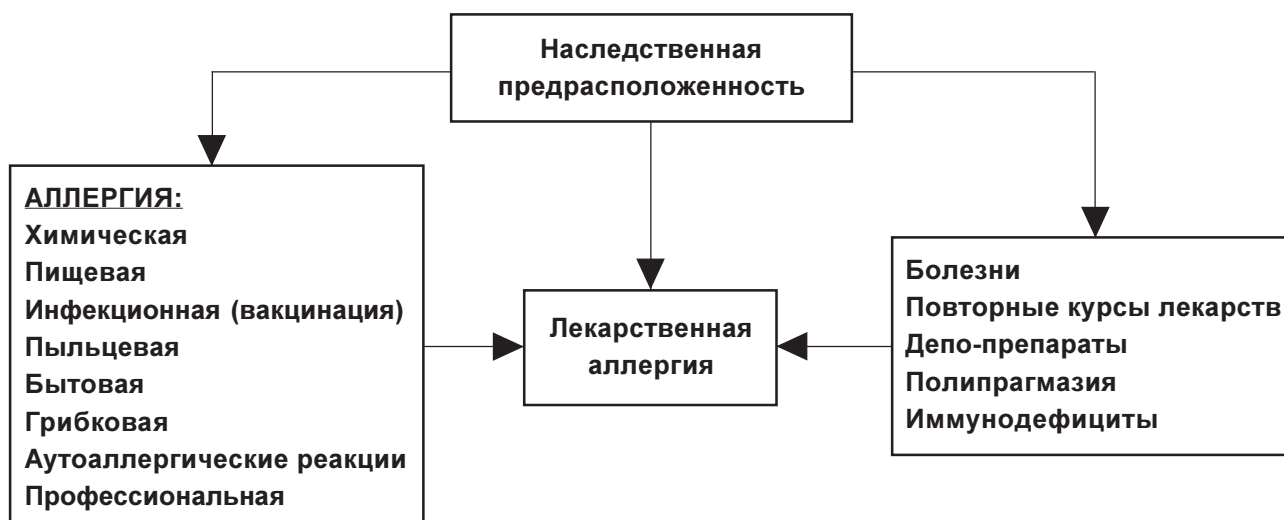 Наследственная
предрасположенность
АЛЛЕРГИЯ:
Химическая
Пищевая
Инфекционная (вакцинация)
Пыльцевая
Бытовая
Грибковая
Аутоаллергические реакции
Профессиональная
Лекарственная
аллергия
Болезни
Повторные курсы лекарств
Депо-препараты
Полипрагмазия
Иммунодефициты